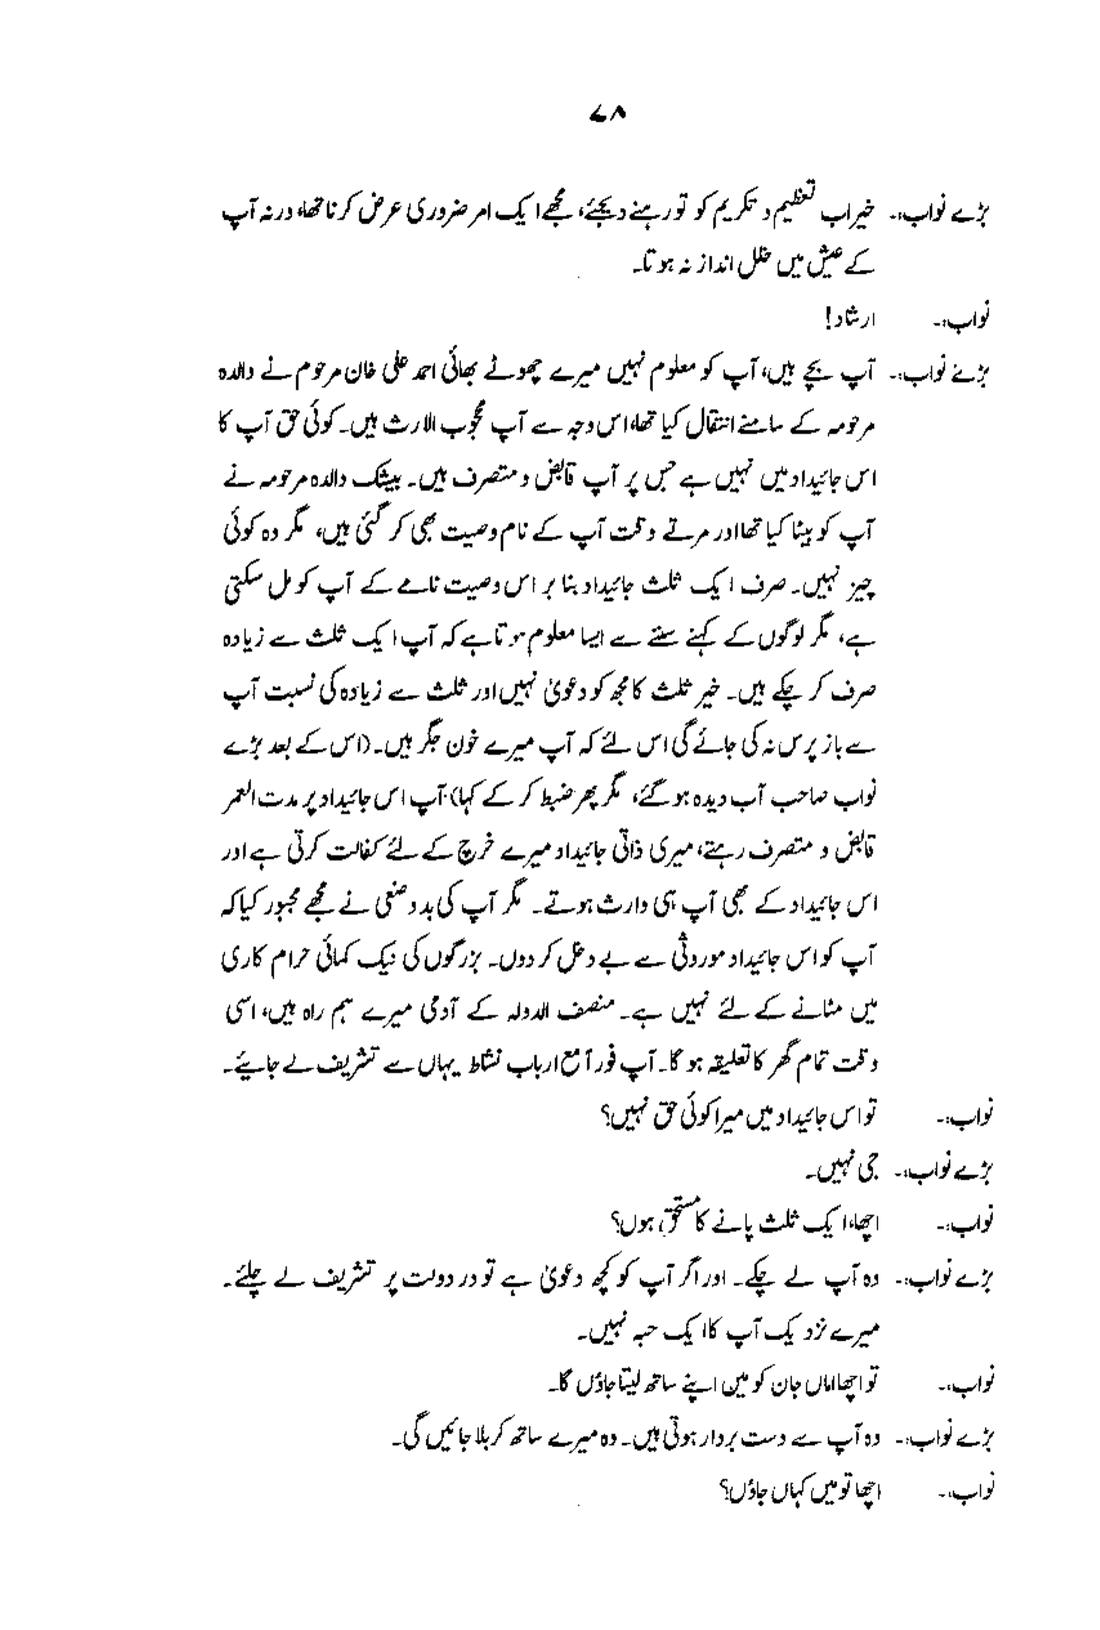 ۷۸
بڑے نواب:۔ خیر اب تعظیم و تکریم کو تو رہنے دیجئے، مجھے ایک امر ضروری عرض کرنا تھا، ورنہ آپ
کے عیش میں خلل انداز نہ ہوتا۔
نواب:۔ ارشاد!
بڑے نواب:۔ آپ بچے ہیں، آپ کو معلوم نہیں میرے چھوٹے بھائی احمد علی خان مرحوم نے والدہ
مرحومہ کے سامنے انتقال کیا تھا، اس وجہ سے آپ محجوب الارث ہیں۔ کوئی حق آپ کا
اس جائیداد میں نہیں ہے جس پر آپ قابض و متصرف ہیں۔ بیشک والدہ مرحومہ نے
آپ کو بیٹا کیا تھا اور مرتے وقت آپ کے نام وصیت بھی کر گئی ہیں، مگر وہ کوئی
چیز نہیں۔ صرف ایک ثلث جائیداد بنا بر اس وصیت نامے کے آپ کو مل سکتی
ہے، مگر لوگوں کے کہنے سننے سے ایسا معلوم ہوتا ہے کہ آپ ایک ثلث سے زیادہ
صرف کر چکے ہیں۔ خیر ثلث کا مجھ کو دعویٰ نہیں اور ثلث سے زیادہ کی نسبت آپ
سے باز پرس نہ کی جائے گی اس لئے کہ آپ میرے خون جگر ہیں۔ (اس کے بعد بڑے
نواب صاحب آب دیدہ ہو گئے، مگر پھر ضبط کر کے کہا) آپ اس جائیداد پر مدت العمر
قابض و متصرف رہتے، میری ذاتی جائیداد میرے خرچ کے لئے کفالت کرتی ہے اور
اس جائیداد کے بھی آپ ہی وارث ہوتے۔ مگر آپ کی بد وضعی نے مجھے مجبور کیا کہ
آپ کو اس جائیداد موروثی سے بے دخل کر دوں۔ بزرگوں کی نیک کمائی حرام کاری
میں مٹانے کے لئے نہیں ہے۔ منصف الدولہ کے آدمی میرے ہم راہ ہیں، اسی
وقت تمام گھر کا تعلیقہ ہو گا۔ آپ فوراً مع ارباب نشاط یہاں سے تشریف لے جایئے۔
نواب:۔ تو اس جائیداد میں میرا کوئی حق نہیں؟
بڑے نواب:۔ جی نہیں۔
نواب:۔ اچھا، ایک ثلث پانے کا مستحق ہوں؟
بڑے نواب:۔ وہ آپ لے چکے۔ اور اگر آپ کو کچھ دعویٰ ہے تو در دولت پر تشریف لے چلئے۔
میرے نزدیک آپ کا ایک حبہ نہیں۔
نواب:۔ تو اچھا اماں جان کو میں اپنے ساتھ لیتا جاؤں گا۔
بڑے نواب:۔ وہ آپ سے دست بردار ہوتی ہیں۔ وہ میرے ساتھ کربلا جائیں گی۔
نواب:۔ اچھا تو میں کہاں جاؤں؟